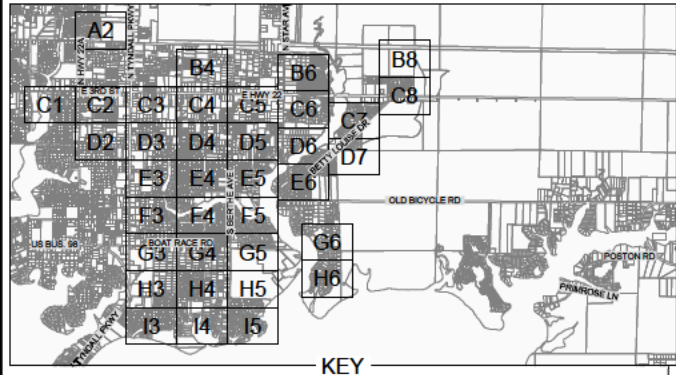 A2
N HWY 22A
N TYNDALL PKWY
N STAR AV
B4
B6
B8
E 3RD ST
E HWY 22
C1
C2
C3
C4
C5
C6
C7
C8
D2
D3
D4
D5
D6
D7
BETTY LOUISE DR
E3
E4
E5
E6
S BERTHE AVE
OLD BICYCLE RD
F3
F4
F5
US BUS. 98
BOAT RACE RD
G3
G4
G5
G6
POSTON RD
H3
H4
H5
H6
PRIMROSE LN
I3
I4
I5
TYNDALL PKWY
KEY